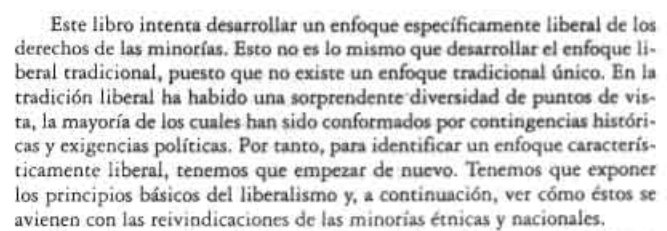 Este libro intenta desarrollar un enfoque específicamente liberal de los
derechos de las minorías. Esto no es lo mismo que desarrollar el enfoque li-
beral tradicional, puesto que no existe un enfoque tradicional único. En la
tradición liberal ha habido una sorprendente diversidad de puntos de vis-
ta, la mayoría de los cuales han sido conformados por contingencias históri-
cas y exigencias políticas. Por tanto, para identificar un enfoque caracterís-
ticamente liberal, tenemos que empezar de nuevo. Tenemos que exponer
los principios básicos del liberalismo y, a continuación, ver cómo éstos se
avienen con las reivindicaciones de las minorías étnicas y nacionales.